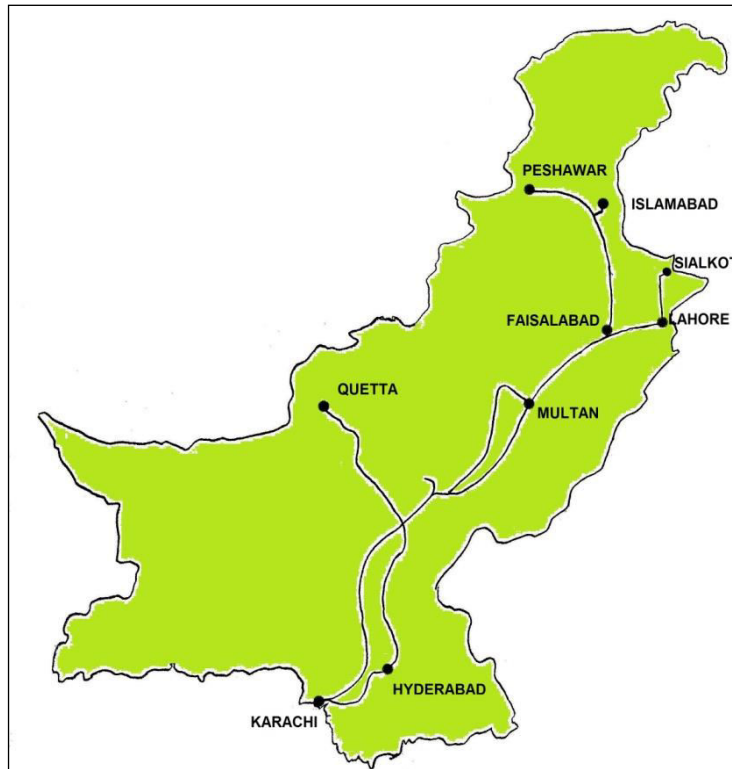 PESHAWAR
ISLAMABAD
SIALKOT
FAISALABAD
LAHORE
QUETTA
MULTAN
HYDERABAD
KARACHI